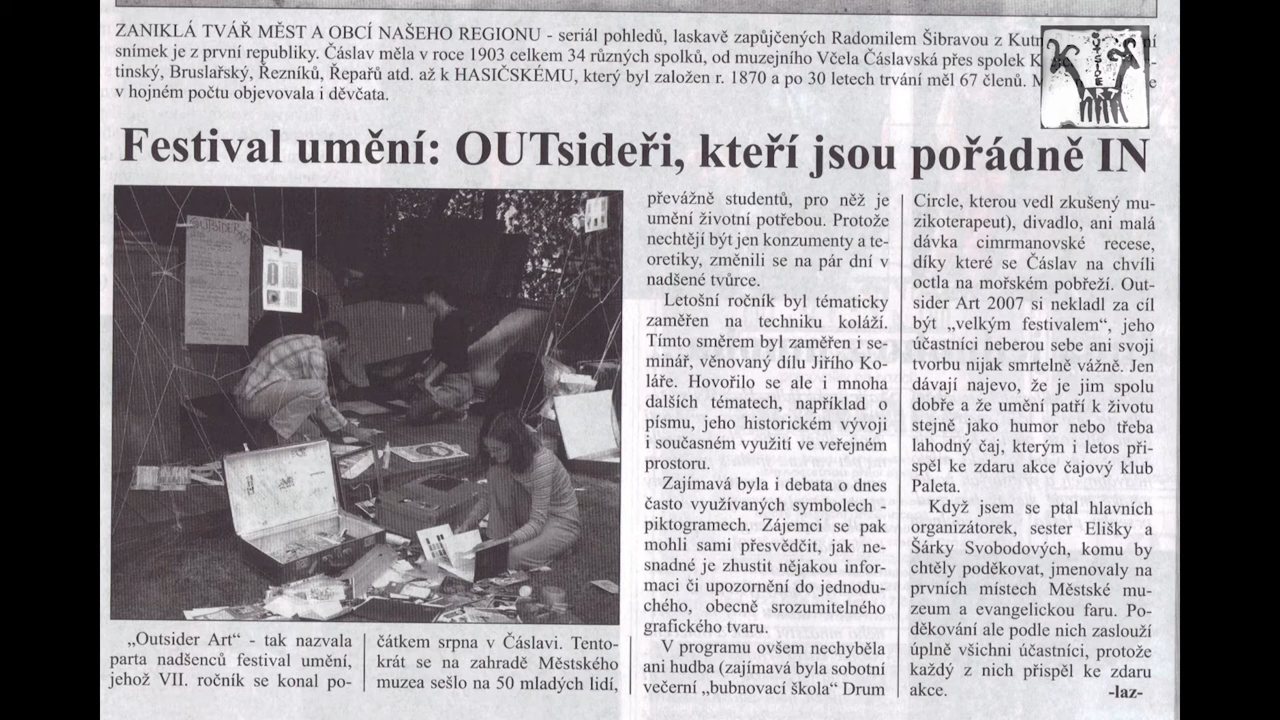 ZANIKLÁ TVÁŘ MĚST A OBCÍ NAŠEHO REGIONU - seriál pohledů, laskavě zapůjčených Radomilem Šibravou z Kutn
snímek je z první republiky. Čáslav měla v roce 1903 celkem 34 různých spolků, od muzejního Včela Čáslavská přes spolek K
tinský, Bruslařský, Řezníků, Řepařů atd. až k HASIČSKÉMU, který byl založen r. 1870 a po 30 letech trvání měl 67 členů.
v hojném počtu objevovala i děvčata.
OUTSIDE
ART
Festival umění: OUTsideři, kteří jsou pořádně IN
OUTSIDER
„Outsider Art“ - tak nazvala
parta nadšenců festival umění,
jehož VII. ročník se konal po-
čátkem srpna v Čáslavi. Tento-
krát se na zahradě Městského
muzea sešlo na 50 mladých lidí,
převážně studentů, pro něž je
umění životní potřebou. Protože
nechtějí být jen konzumenty a te-
oretiky, změnili se na pár dní v
nadšené tvůrce.
Letošní ročník byl tématicky
zaměřen na techniku koláží.
Tímto směrem byl zaměřen i se-
minář, věnovaný dílu Jiřího Ko-
láře. Hovořilo se ale i mnoha
dalších tématech, například o
písmu, jeho historickém vývoji
i současném využití ve veřejném
prostoru.
Zajímavá byla i debata o dnes
často využívaných symbolech -
piktogramech. Zájemci se pak
mohli sami přesvědčit, jak ne-
snadné je zhustit nějakou infor-
maci či upozornění do jednodu-
chého, obecně srozumitelného
grafického tvaru.
V programu ovšem nechyběla
ani hudba (zajímavá byla sobotní
večerní „bubnovací škola“ Drum
Circle, kterou vedl zkušený mu-
zikoterapeut), divadlo, ani malá
dávka cimrmanovské recese,
díky které se Čáslav na chvíli
octla na mořském pobřeží. Out-
sider Art 2007 si nekladl za cíl
být „velkým festivalem“, jeho
účastníci neberou sebe ani svoji
tvorbu nijak smrtelně vážně. Jen
dávají najevo, že je jim spolu
dobře a že umění patří k životu
stejně jako humor nebo třeba
lahodný čaj, kterým i letos při-
spěl ke zdaru akce čajový klub
Paleta.
Když jsem se ptal hlavních
organizátorek, sester Elišky a
Šárky Svobodových, komu by
chtěly poděkovat, jmenovaly na
prvních místech Městské mu-
zeum a evangelickou faru. Po-
děkování ale podle nich zaslouží
úplně všichni účastníci, protože
každý z nich přispěl ke zdaru
akce. -laz-